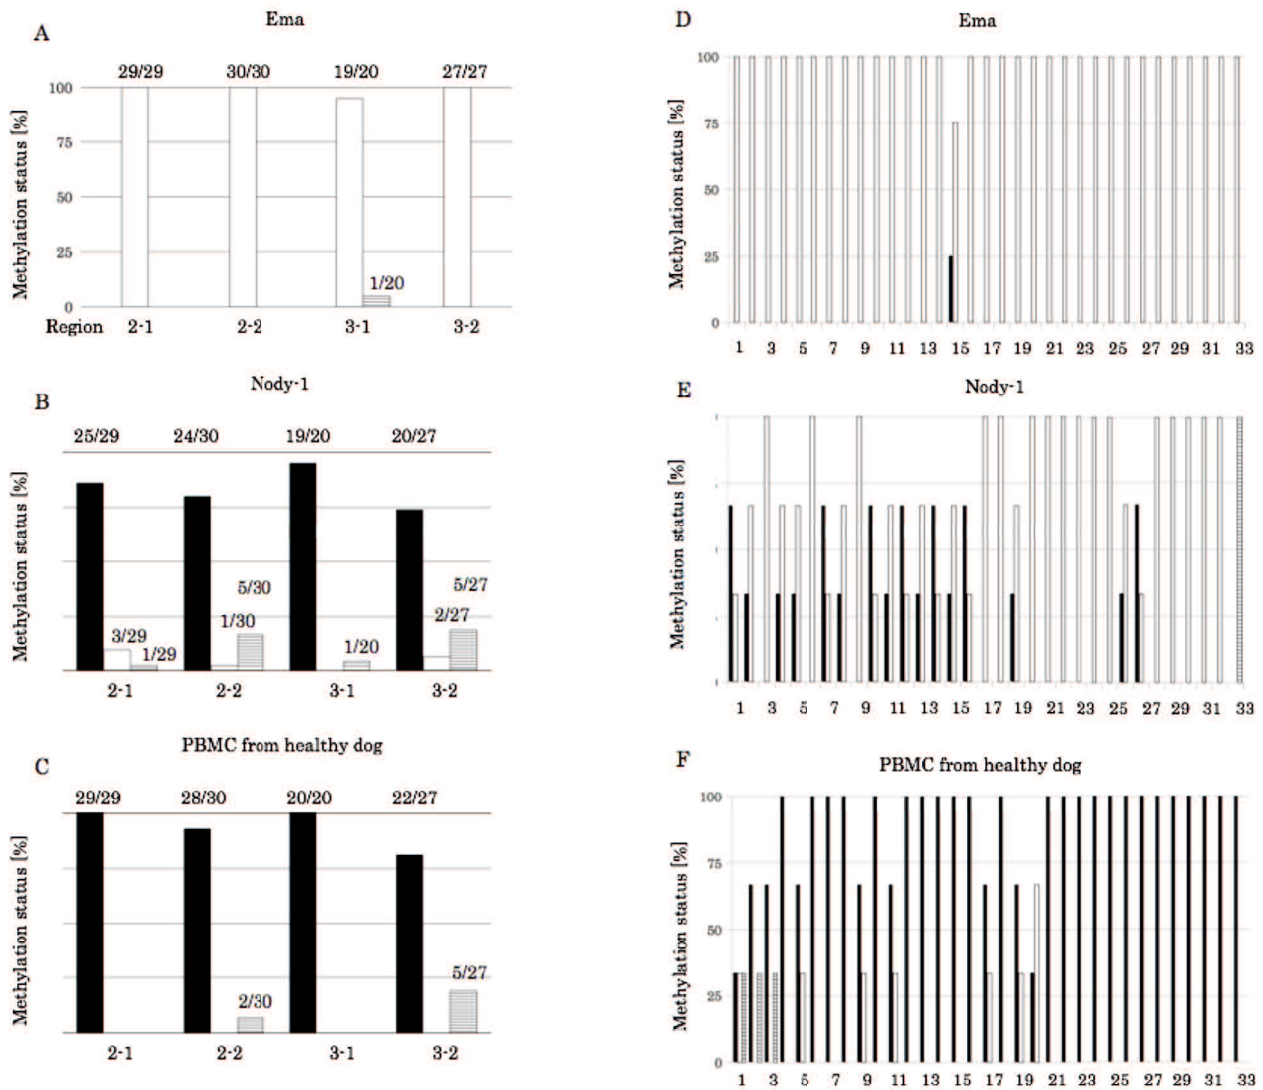 A
Ema
29/29 30/30 19/20 27/27
Methylation status [%]
100
75
50
25
0
1/20
Region 2-1 2-2 3-1 3-2
B
Nody-1
25/29 24/30 19/20 20/27
Methylation status [%]
3/29 1/29 1/30 5/30 1/20 2/27 5/27
2-1 2-2 3-1 3-2
C
PBMC from healthy dog
29/29 28/30 20/20 22/27
Methylation status [%]
2/30 5/27
2-1 2-2 3-1 3-2
D
Ema
Methylation status [%]
100
75
50
25
0
1 3 5 7 9 11 13 15 17 19 21 23 25 27 29 31 33
E
Nody-1
Methylation status [%]
1 3 5 7 9 11 13 15 17 19 21 23 25 27 29 31 33
F
PBMC from healthy dog
Methylation status [%]
100
75
50
25
0
1 3 5 7 9 11 13 15 17 19 21 23 25 27 29 31 33